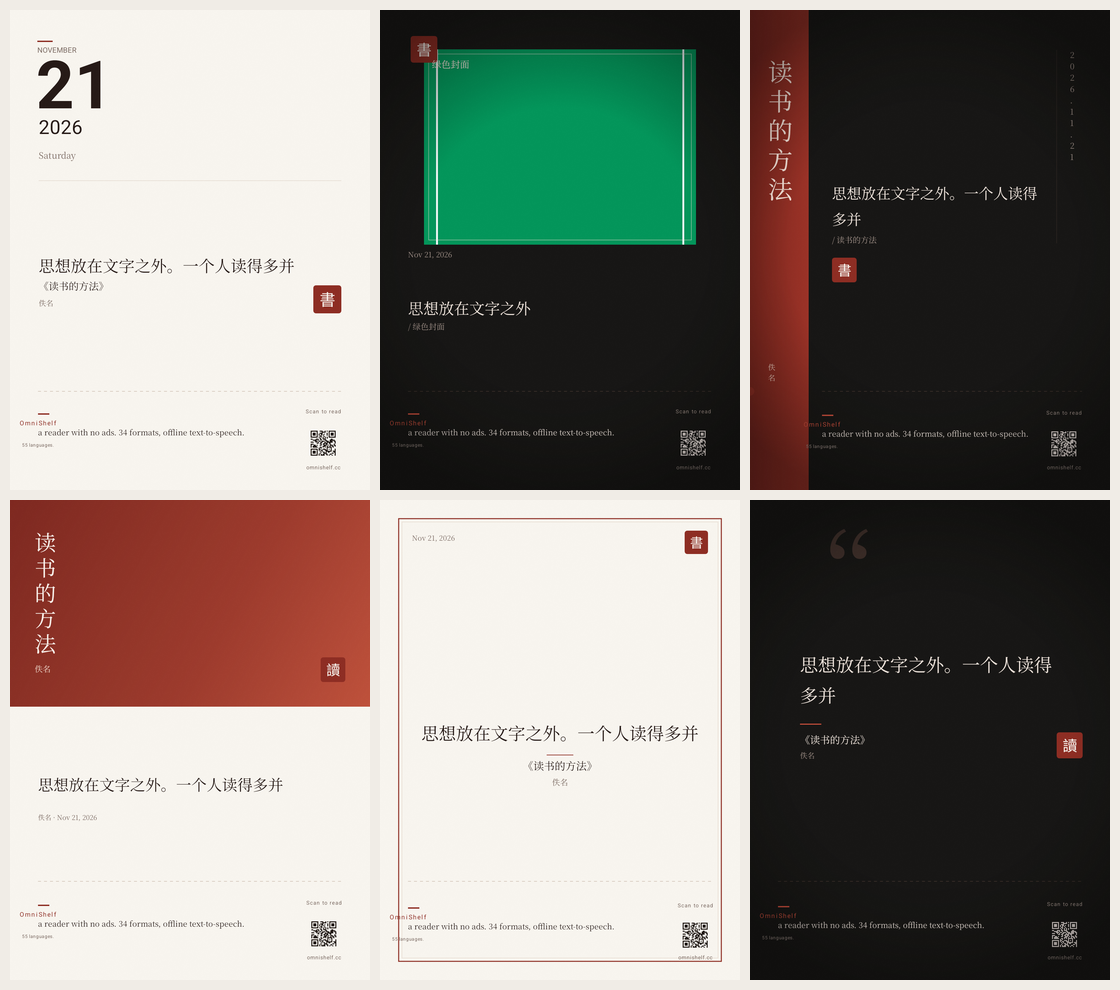 NOVEMBER
21
2026
Saturday
思想放在文字之外。一个人读得多并
《读书的方法》
佚名
書
Scan to read
OmniShelf
a reader with no ads. 34 formats, offline text-to-speech.
55 languages.
omnishelf.cc
書
绿色封面
Nov 21, 2026
思想放在文字之外
/ 绿色封面
Scan to read
OmniShelf
a reader with no ads. 34 formats, offline text-to-speech.
55 languages.
omnishelf.cc
读书的方法
佚名
2026.11.21
思想放在文字之外。一个人读得
多并
/ 读书的方法
書
Scan to read
OmniShelf
a reader with no ads. 34 formats, offline text-to-speech.
55 languages.
omnishelf.cc
读书的方法
佚名
讀
思想放在文字之外。一个人读得多并
佚名 · Nov 21, 2026
Scan to read
OmniShelf
a reader with no ads. 34 formats, offline text-to-speech.
55 languages.
omnishelf.cc
Nov 21, 2026
書
思想放在文字之外。一个人读得多并
《读书的方法》
佚名
Scan to read
OmniShelf
a reader with no ads. 34 formats, offline text-to-speech.
55 languages.
omnishelf.cc
“
思想放在文字之外。一个人读得
多并
《读书的方法》
佚名
讀
Scan to read
OmniShelf
a reader with no ads. 34 formats, offline text-to-speech.
55 languages.
omnishelf.cc